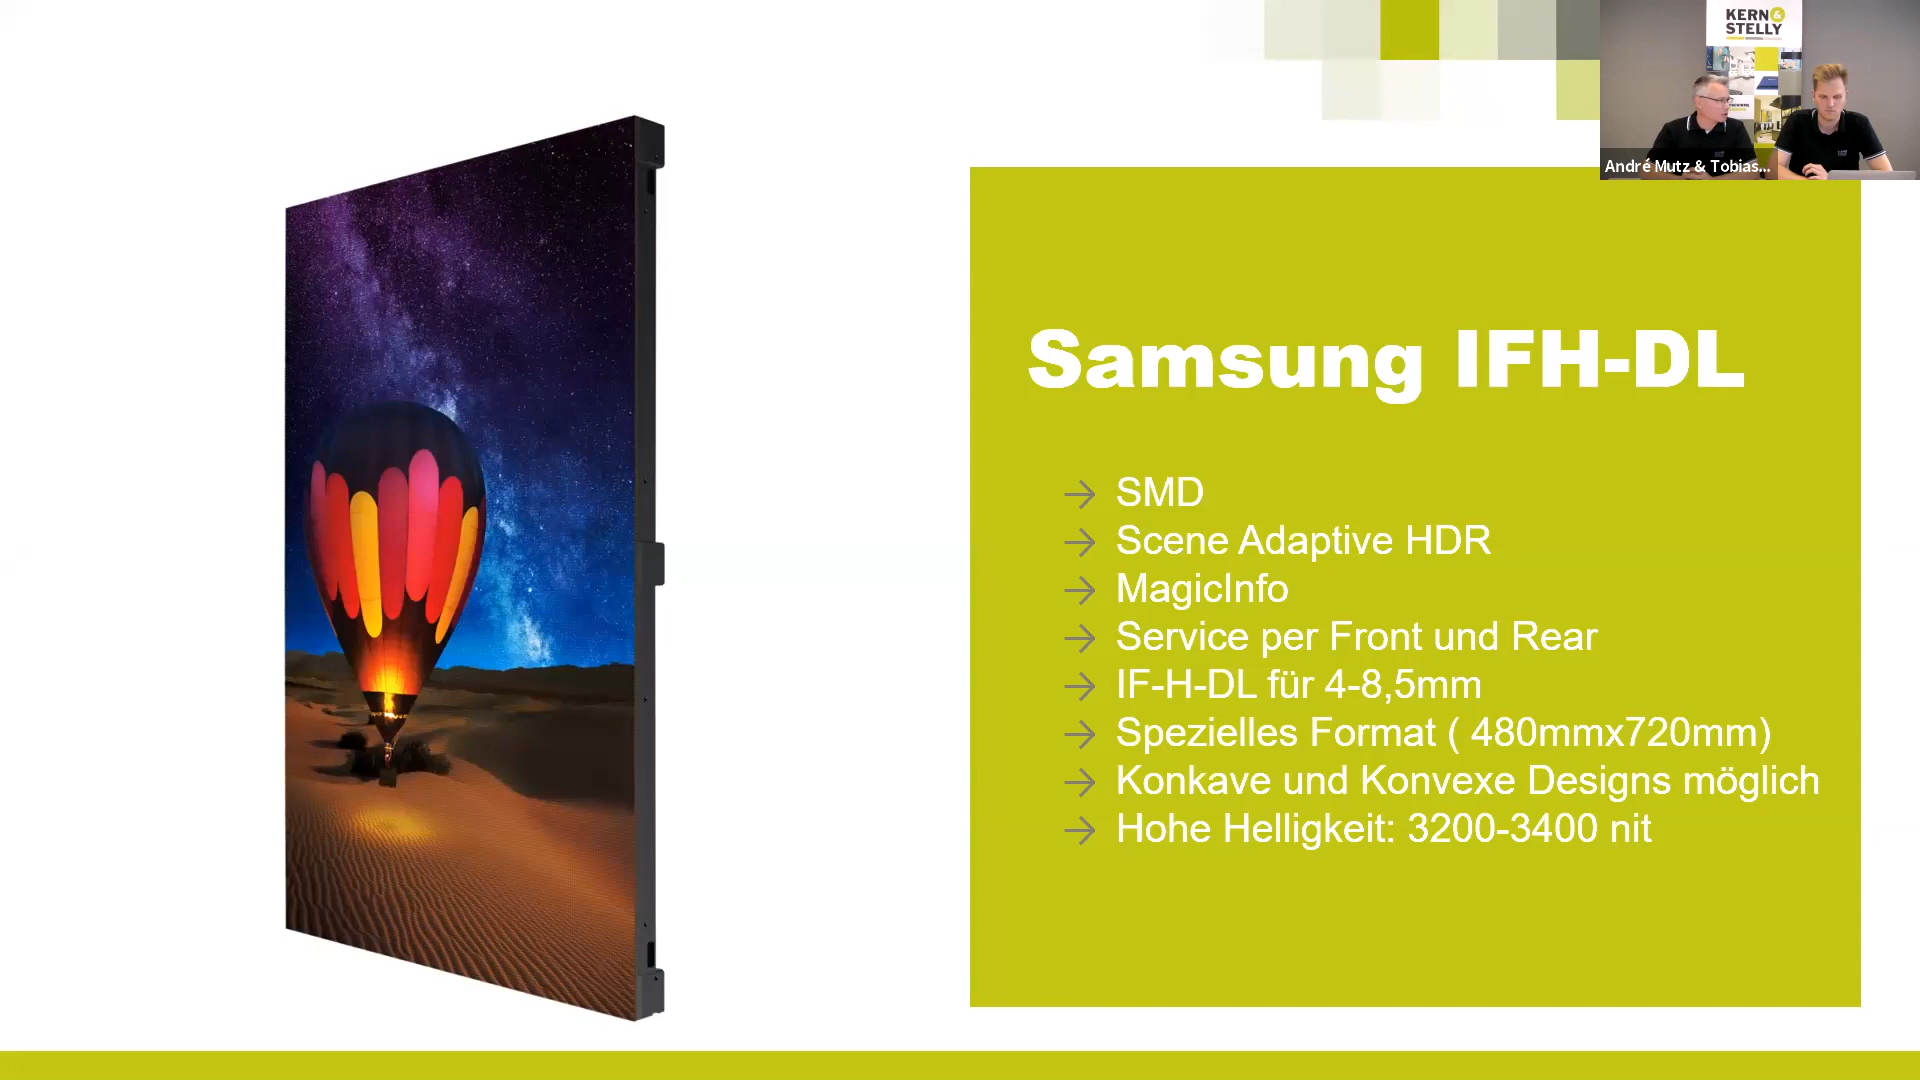 KERN &
STELLY
André Mutz & Tobias...
Samsung IFH-DL
→ SMD
→ Scene Adaptive HDR
→ MagicInfo
→ Service per Front und Rear
→ IF-H-DL für 4-8,5mm
→ Spezielles Format ( 480mmx720mm)
→ Konkave und Konvexe Designs möglich
→ Hohe Helligkeit: 3200-3400 nit